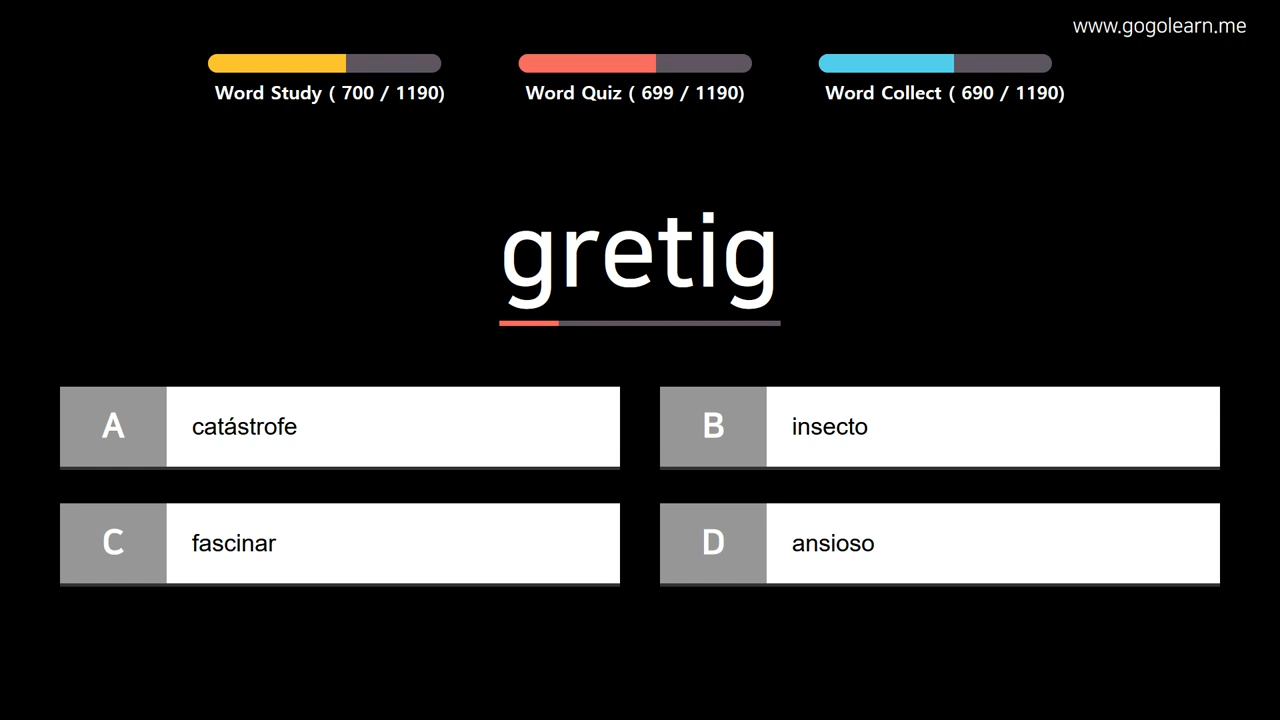 www.gogolearn.me
Word Study ( 700 / 1190)
Word Quiz ( 699 / 1190)
Word Collect ( 690 / 1190)
gretig
A
catástrofe
B
insecto
C
fascinar
D
ansioso